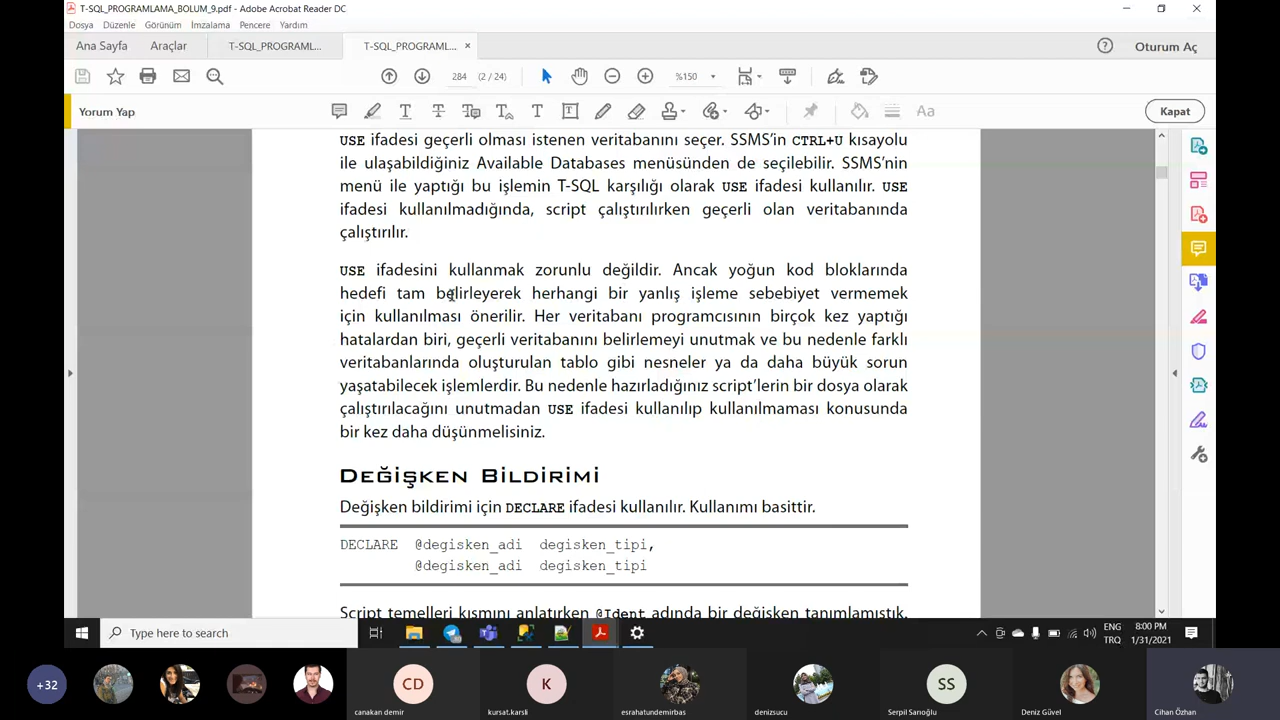 T-SQL_PROGRAMLAMA_BOLUM_9.pdf - Adobe Acrobat Reader DC
Dosya Düzenle Görünüm İmzalama Pencere Yardım
Ana Sayfa Araçlar T-SQL_PROGRAML... T-SQL_PROGRAML... × Oturum Aç
284 (2 / 24) %150
Yorum Yap Kapat
USE ifadesi geçerli olması istenen veritabanını seçer. SSMS’in CTRL+U kısayolu
ile ulaşabildiğiniz Available Databases menüsünden de seçilebilir. SSMS’nin
menü ile yaptığı bu işlemin T-SQL karşılığı olarak USE ifadesi kullanılır. USE
ifadesi kullanılmadığında, script çalıştırılırken geçerli olan veritabanında
çalıştırılır.
USE ifadesini kullanmak zorunlu değildir. Ancak yoğun kod bloklarında
hedefi tam belirleyerek herhangi bir yanlış işleme sebebiyet vermemek
için kullanılması önerilir. Her veritabanı programcısının birçok kez yaptığı
hatalardan biri, geçerli veritabanını belirlemeyi unutmak ve bu nedenle farklı
veritabanlarında oluşturulan tablo gibi nesneler ya da daha büyük sorun
yaşatabilecek işlemlerdir. Bu nedenle hazırladığınız script’lerin bir dosya olarak
çalıştırılacağını unutmadan USE ifadesi kullanılıp kullanılmaması konusunda
bir kez daha düşünmelisiniz.
Değişken Bildirimi
Değişken bildirimi için DECLARE ifadesi kullanılır. Kullanımı basittir.
DECLARE @degisken_adi degisken_tipi,
@degisken_adi degisken_tipi
Script temelleri kısmını anlatırken @Ident adında bir değişken tanımlamıştık.
Type here to search
ENG 8:00 PM
TRQ 1/31/2021
+32 CD K SS
canakan demir kursat.karsli esrahatundemirbas denizsucu Serpil Sarıoğlu Deniz Güvel Cihan Özhan